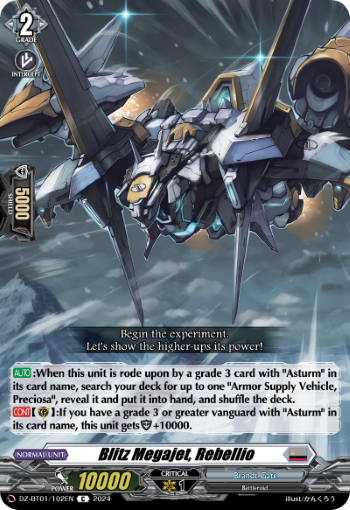 2
GRADE
INTERCEPT
5000
SHIELD
Begin the experiment.
Let's show the higher-ups its power!
AUTO:When this unit is rode upon by a grade 3 card with "Asturm" in
its card name, search your deck for up to one "Armor Supply Vehicle,
Preciosa", reveal it and put it into hand, and shuffle the deck.
CONT【 】:If you have a grade 3 or greater vanguard with "Asturm"
in its card name, this unit gets +10000.
NORMAL UNIT
Blitz Megajet, Rebellio
POWER
10000
CRITICAL
1
Brandt Gate
Battleroid
DZ-BT01/102EN C 2024
illust/かんくろう